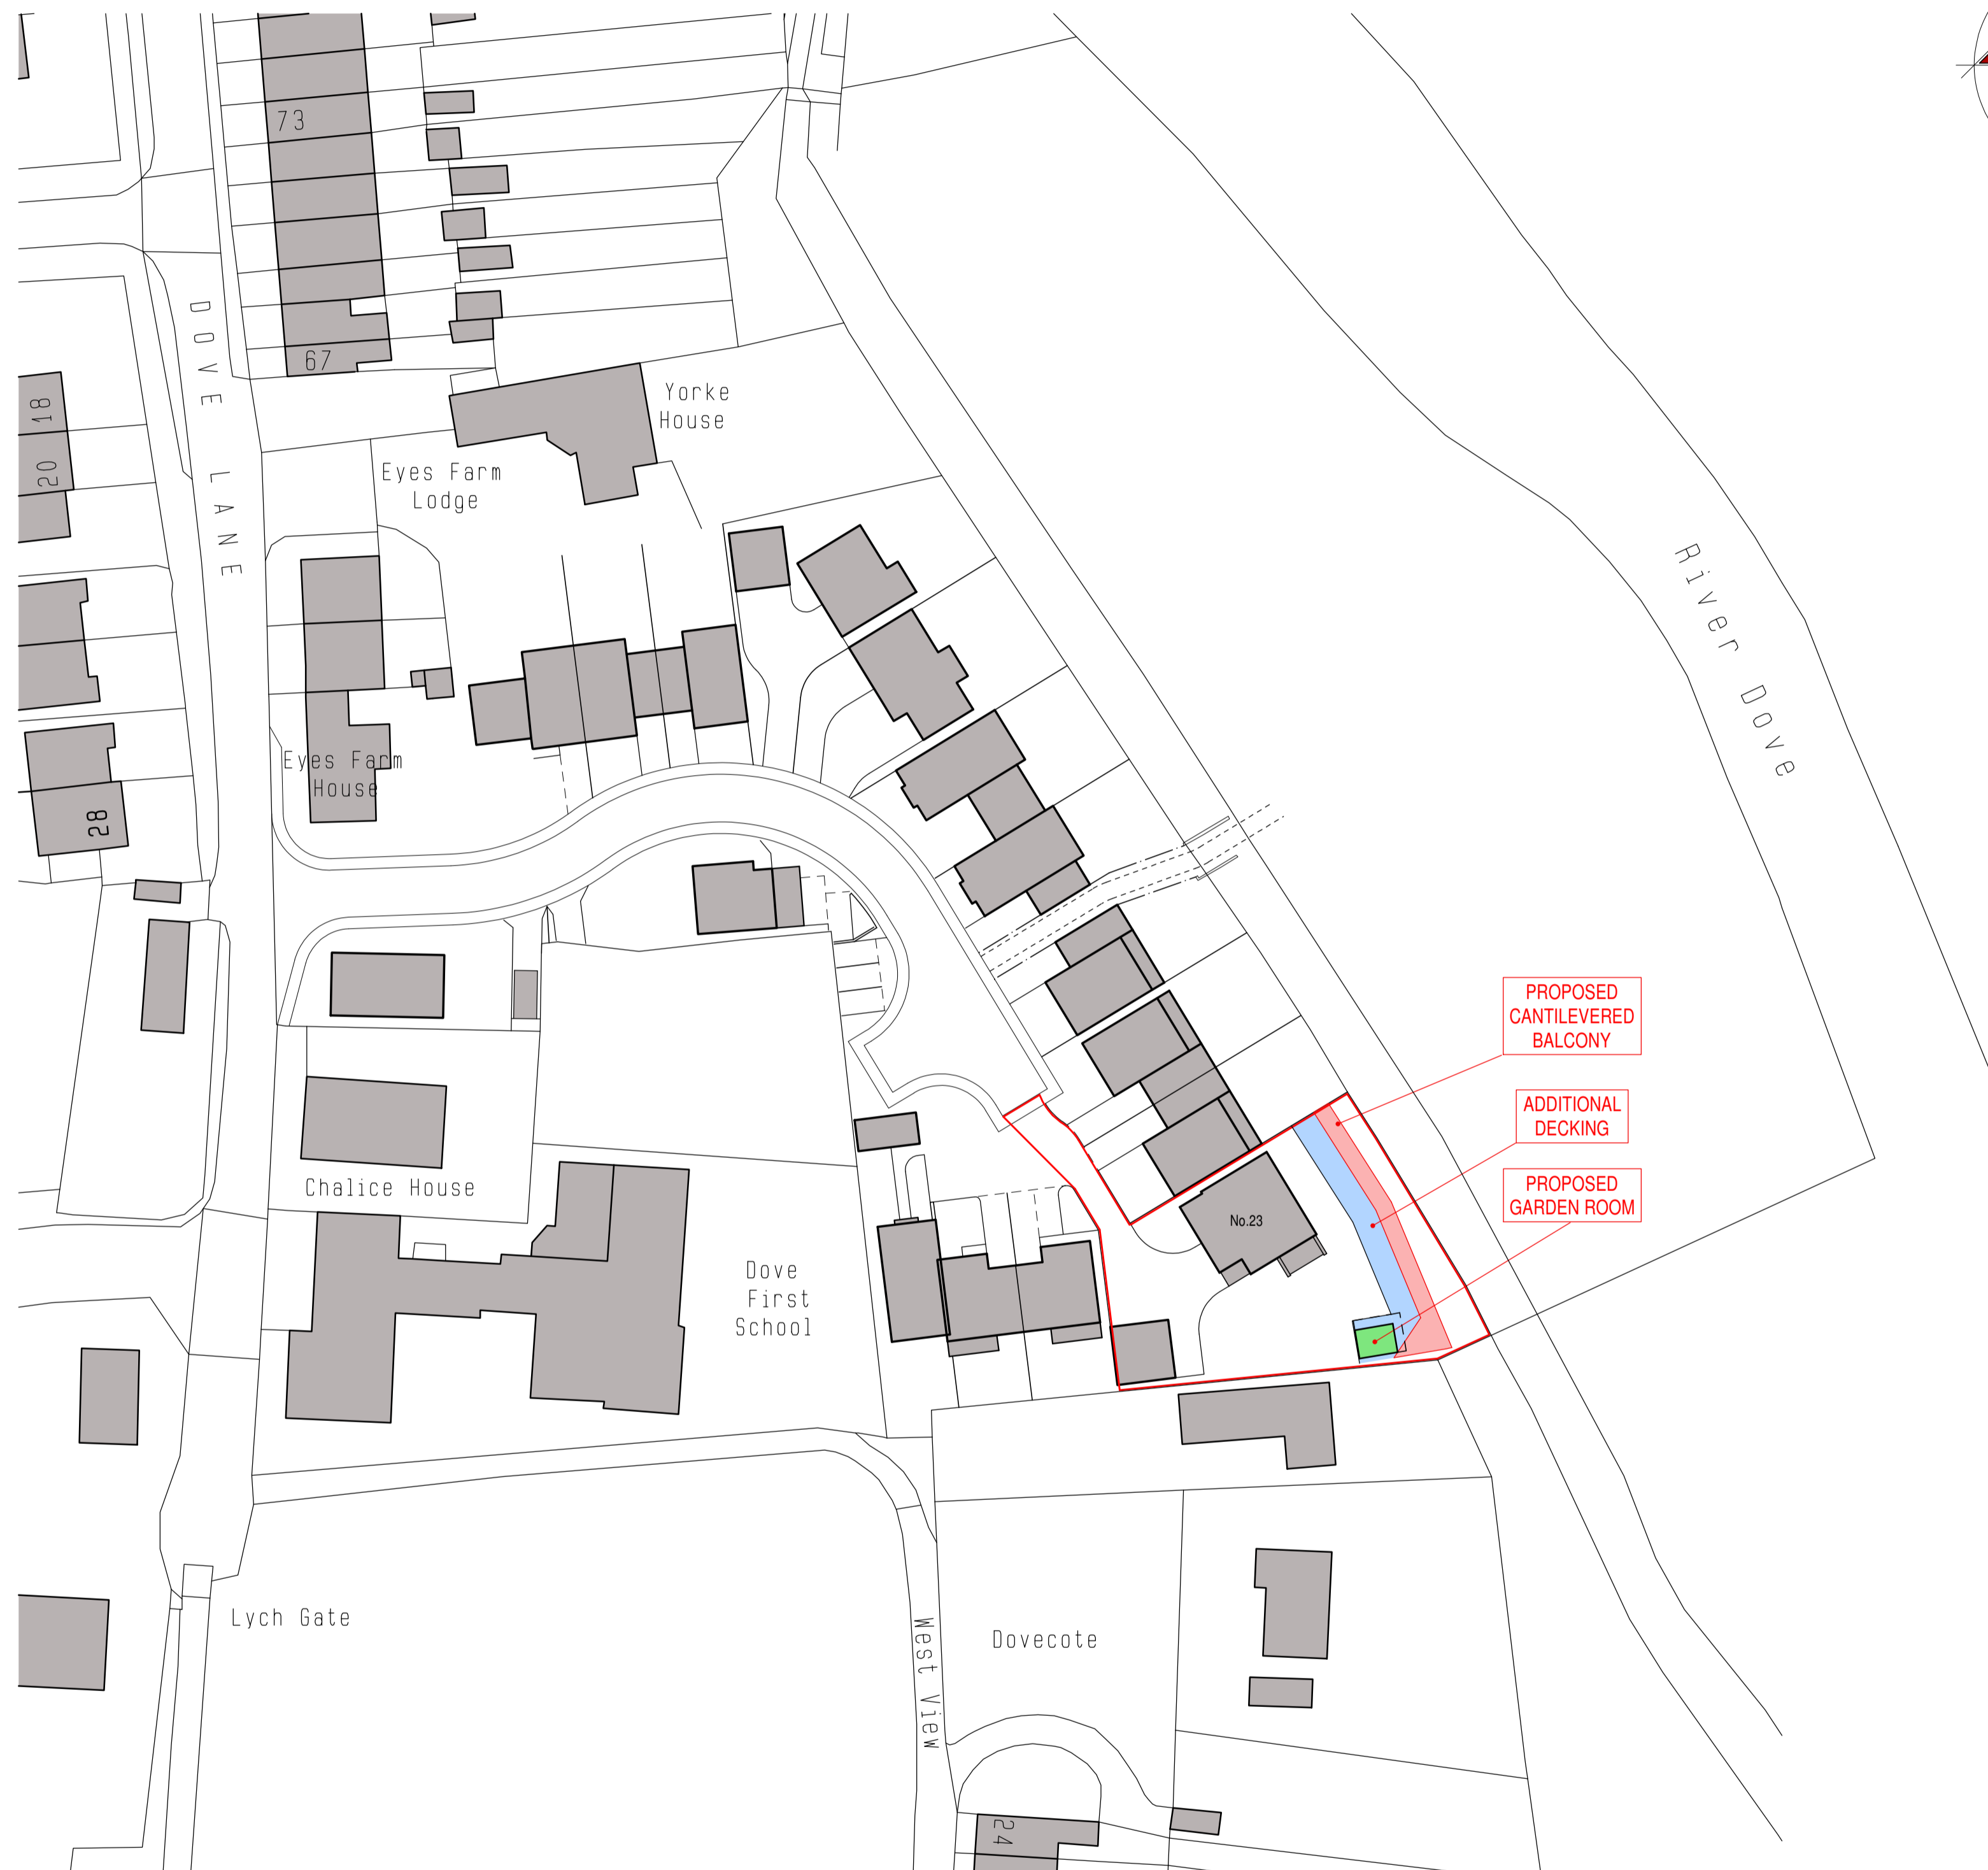 73
67
DOVE LANE
18
20
28
Yorke
House
Eyes Farm
Lodge
Eyes Farm
House
River Dove
PROPOSED
CANTILEVERED
BALCONY
ADDITIONAL
DECKING
PROPOSED
GARDEN ROOM
No.23
Chalice House
Dove
First
School
Lych Gate
Dovecote
West View
24